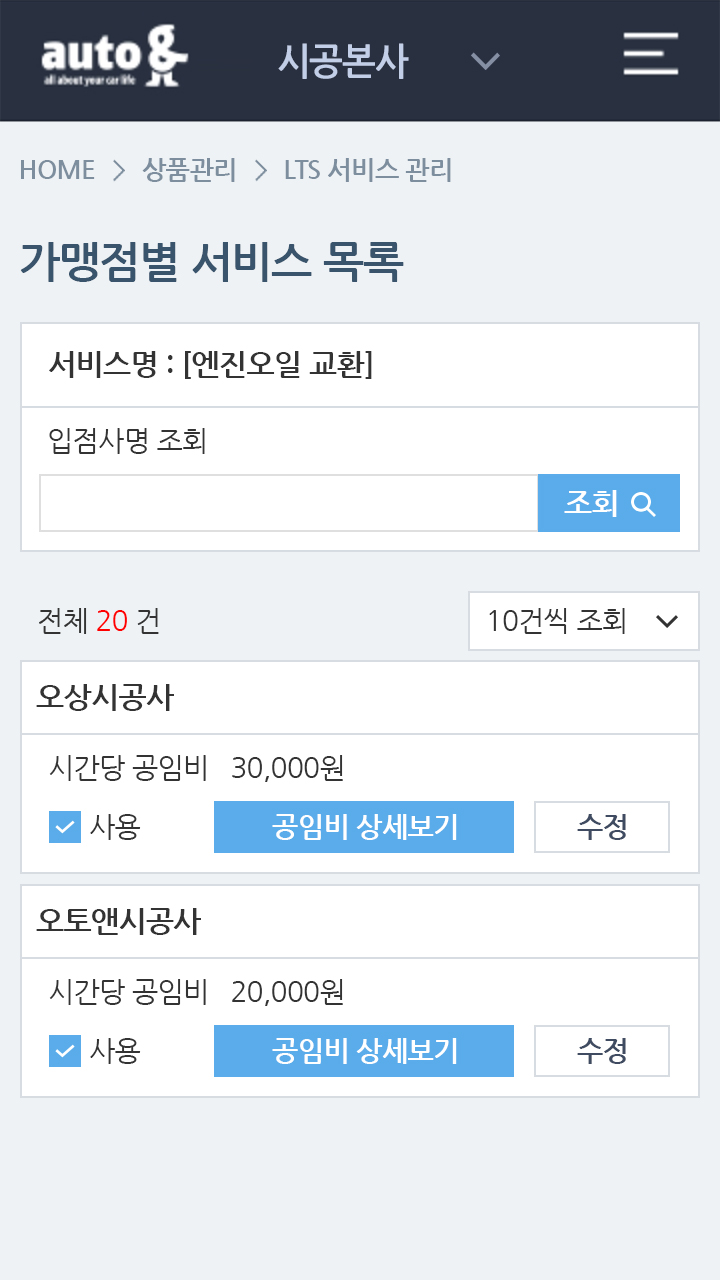 auto&
all about your car life
시공본사
HOME > 상품관리 > LTS 서비스 관리
가맹점별 서비스 목록
서비스명 : [엔진오일 교환]
입점사명 조회
조회
전체 20 건
10건씩 조회
오상시공사
시간당 공임비 30,000원
사용 공임비 상세보기 수정
오토앤시공사
시간당 공임비 20,000원
사용 공임비 상세보기 수정